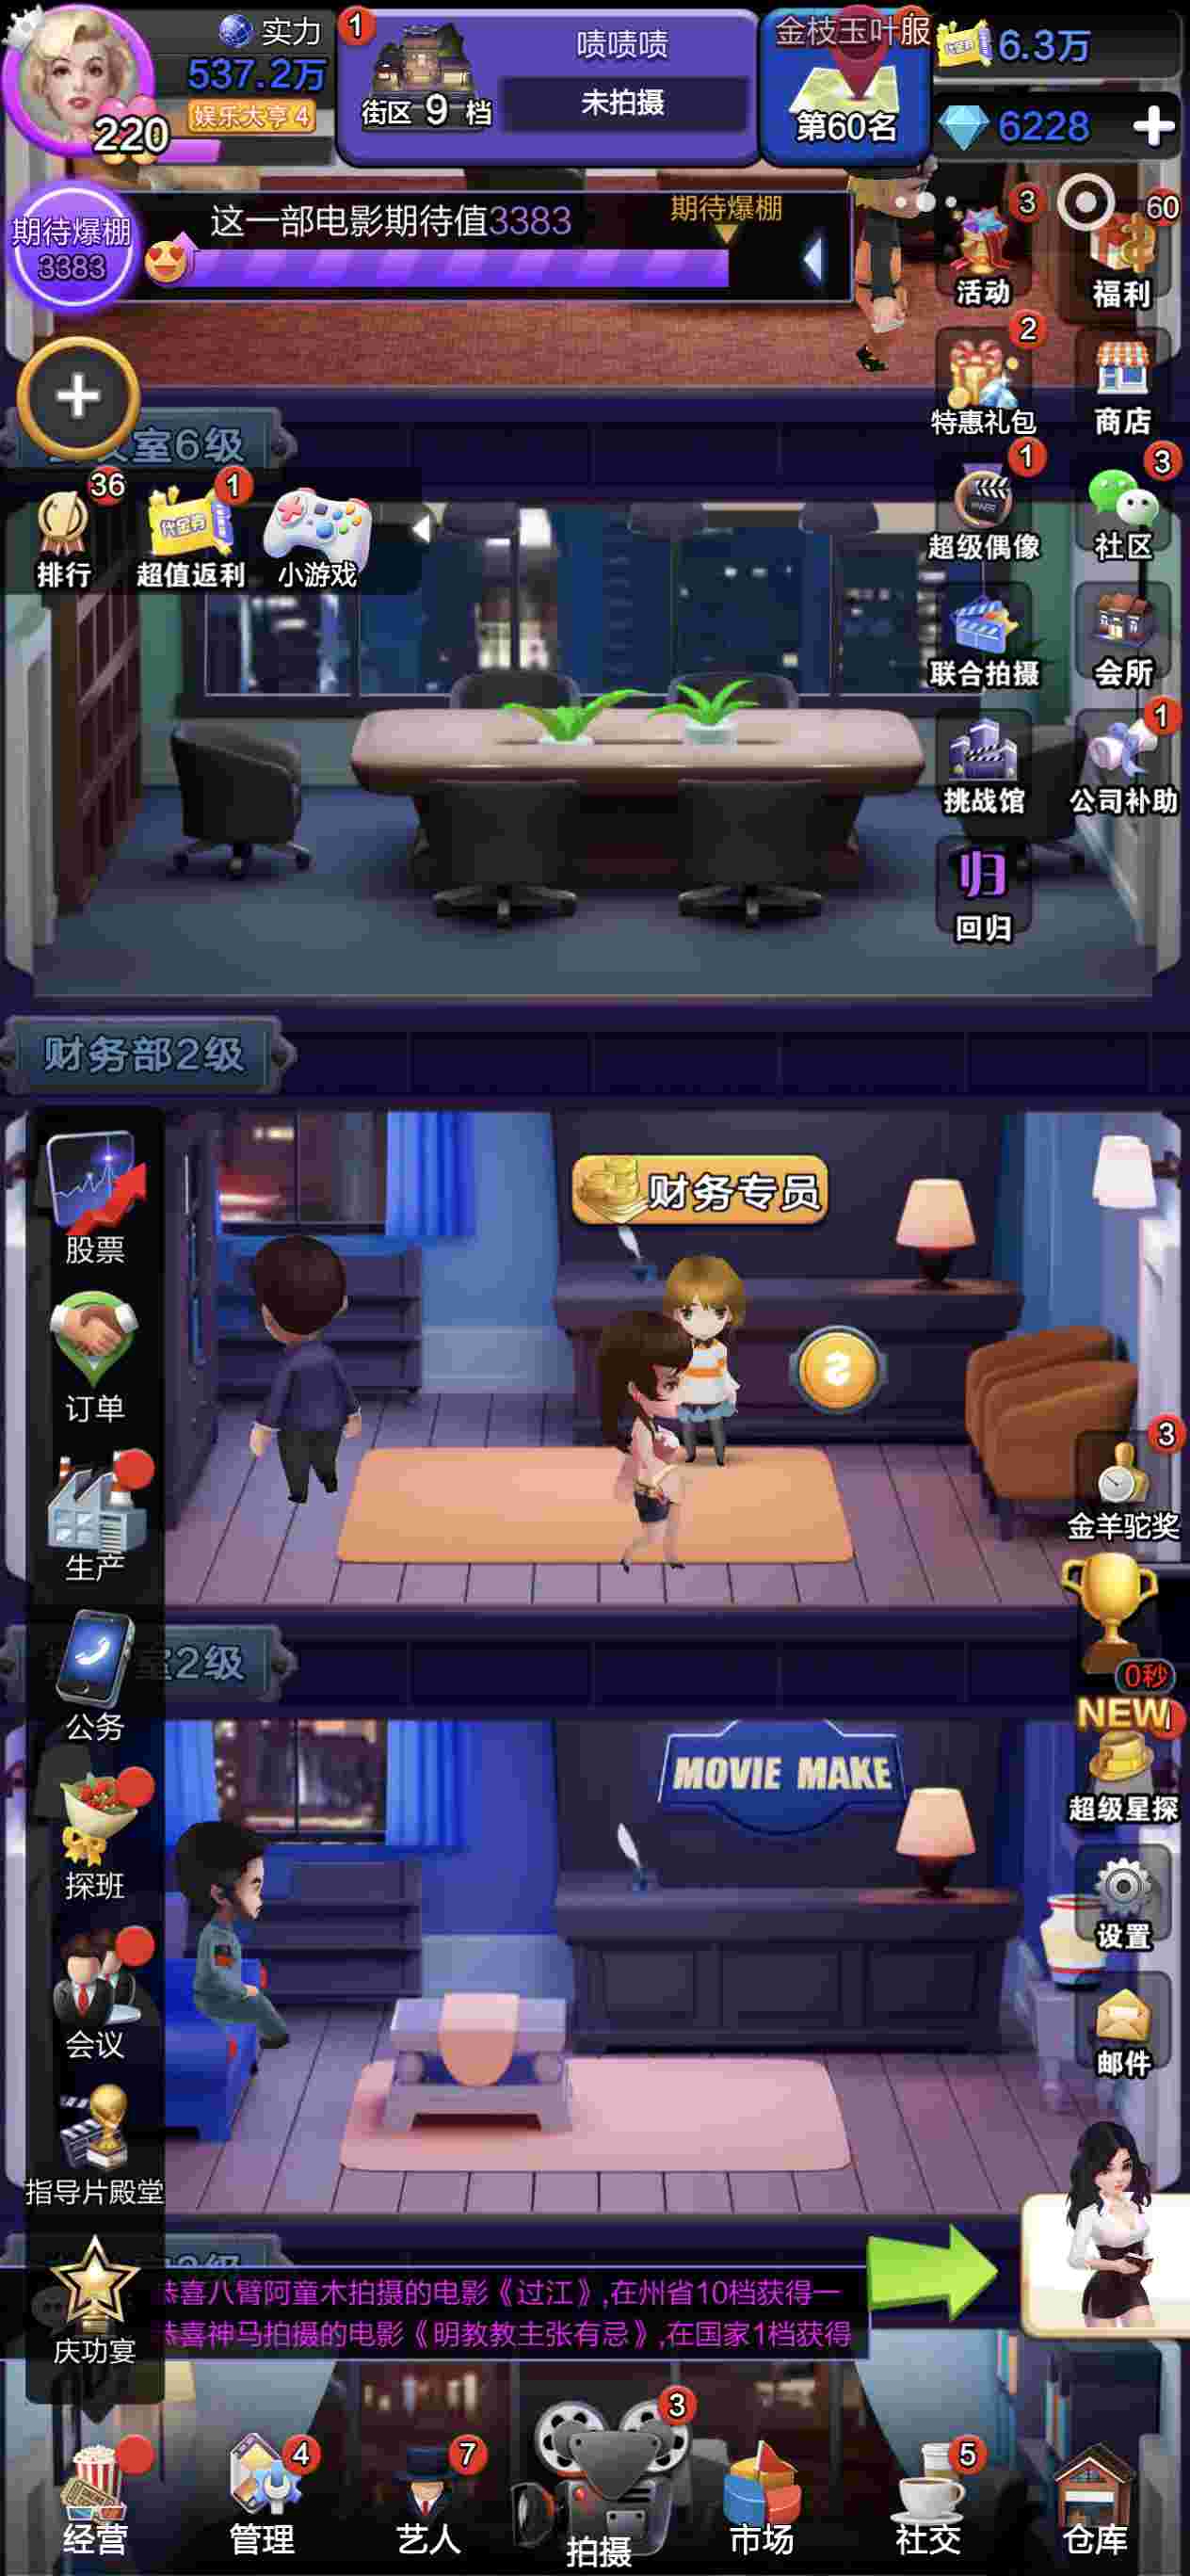 实力
537.2万
娱乐大亨 4
220
1
街区 9 档
啧啧啧
未拍摄
金枝玉叶服
第60名
代金券
6.3万
6228
期待爆棚
3383
这一部电影期待值3383
期待爆棚
3
活动
60
福利
2
特惠礼包
商店
室6级
36
排行
1
代金券
超值返利
小游戏
1
超级偶像
3
社区
联合拍摄
会所
挑战馆
1
公司补助
归
回归
财务部2级
股票
财务专员
订单
生产
3
金羊驼奖
室2级
公务
0秒
NEW
超级星探
MOVIE MAKE
探班
设置
会议
邮件
指导片殿堂
恭喜八臂阿童木拍摄的电影《过江》,在州省10档获得一
恭喜神马拍摄的电影《明教教主张有忌》,在国家1档获得
庆功宴
经营
4
管理
7
艺人
3
拍摄
市场
5
社交
仓库